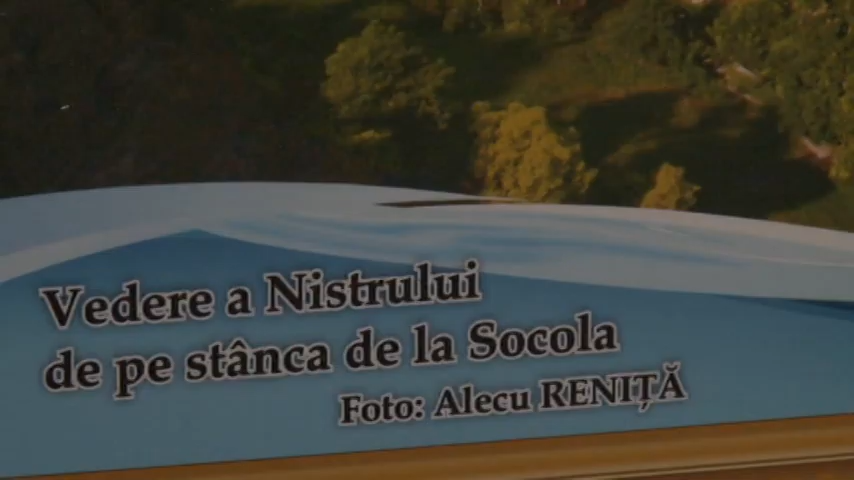 Vedere a Nistrului
de pe stânca de la Socola
Foto: Alecu RENIȚĂ